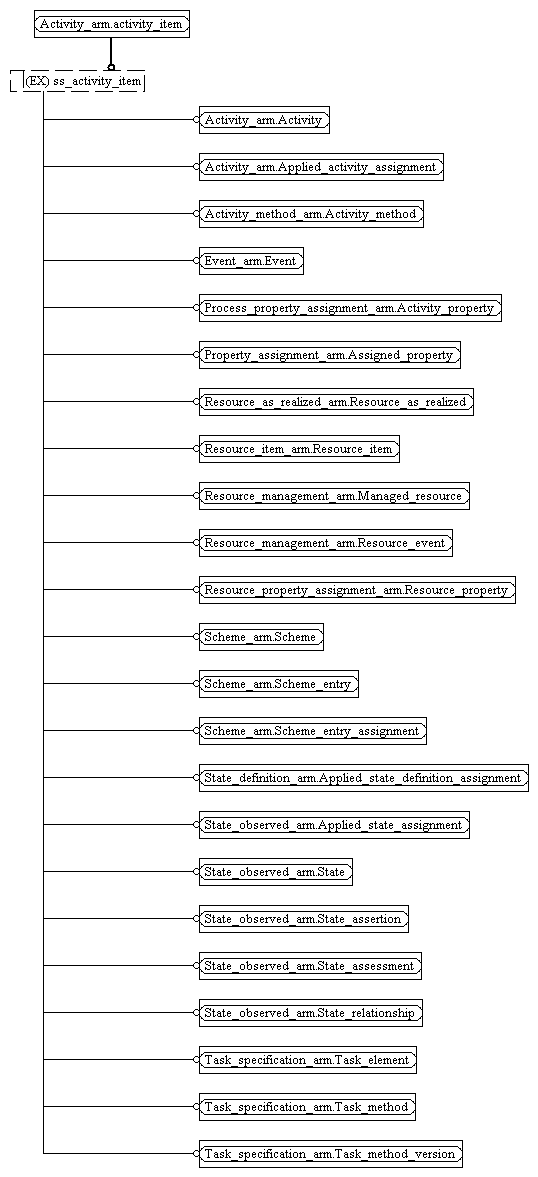 Activity_arm.activity_item
(EX) ss_activity_item
Activity_arm.Activity
Activity_arm.Applied_activity_assignment
Activity_method_arm.Activity_method
Event_arm.Event
Process_property_assignment_arm.Activity_property
Property_assignment_arm.Assigned_property
Resource_as_realized_arm.Resource_as_realized
Resource_item_arm.Resource_item
Resource_management_arm.Managed_resource
Resource_management_arm.Resource_event
Resource_property_assignment_arm.Resource_property
Scheme_arm.Scheme
Scheme_arm.Scheme_entry
Scheme_arm.Scheme_entry_assignment
State_definition_arm.Applied_state_definition_assignment
State_observed_arm.Applied_state_assignment
State_observed_arm.State
State_observed_arm.State_assertion
State_observed_arm.State_assessment
State_observed_arm.State_relationship
Task_specification_arm.Task_element
Task_specification_arm.Task_method
Task_specification_arm.Task_method_version